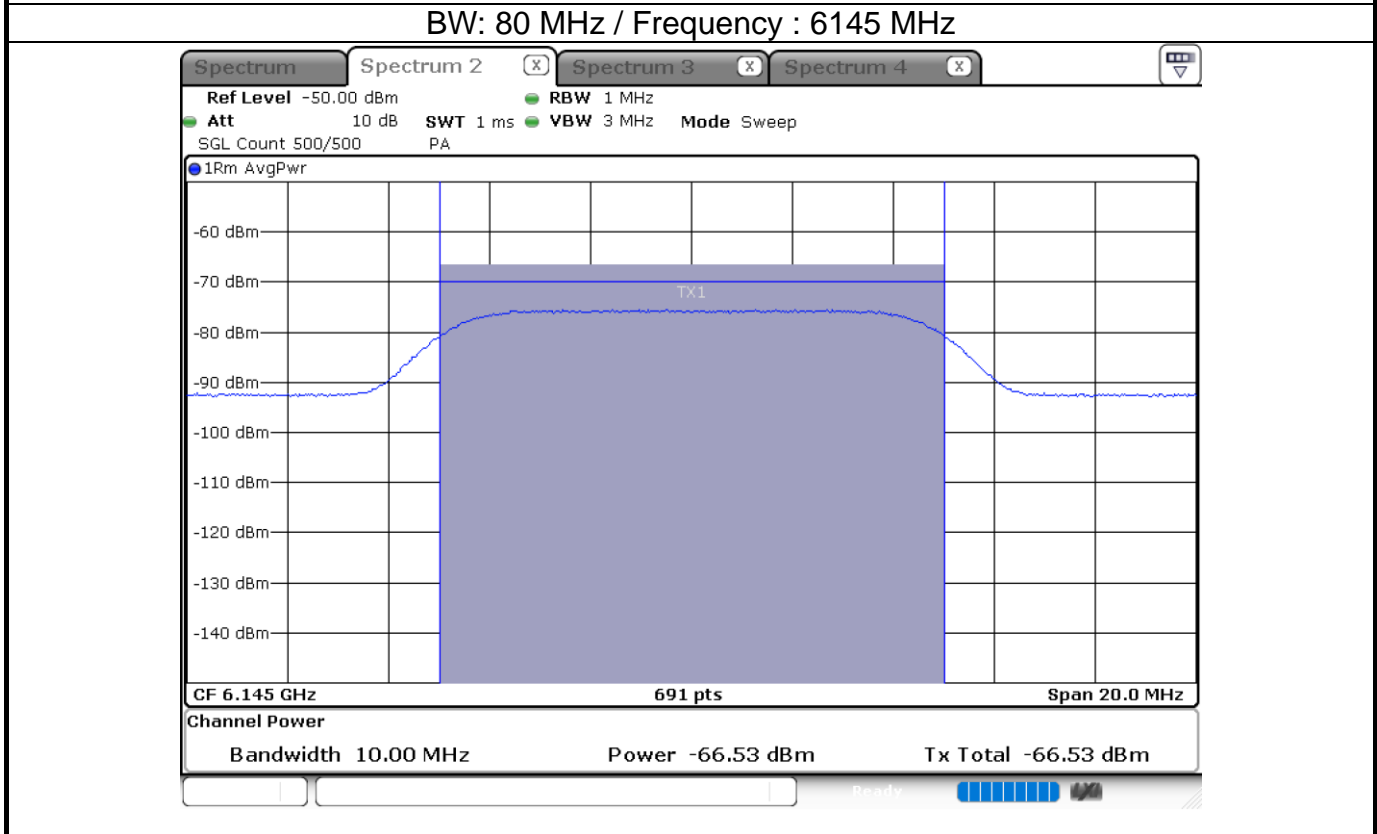 BW: 80 MHz / Frequency : 6145 MHz
Spectrum Spectrum 2 X Spectrum 3 X Spectrum 4 X
Ref Level -50.00 dBm RBW 1 MHz
Att 10 dB SWT 1 ms VBW 3 MHz Mode Sweep
SGL Count 500/500 PA
1Rm AvgPwr
-60 dBm
-70 dBm
TX1
-80 dBm
-90 dBm
-100 dBm
-110 dBm
-120 dBm
-130 dBm
-140 dBm
CF 6.145 GHz 691 pts Span 20.0 MHz
Channel Power
Bandwidth 10.00 MHz Power -66.53 dBm Tx Total -66.53 dBm
Ready